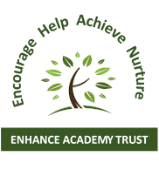 Encourage Help Achieve Nurture
ENHANCE ACADEMY TRUST